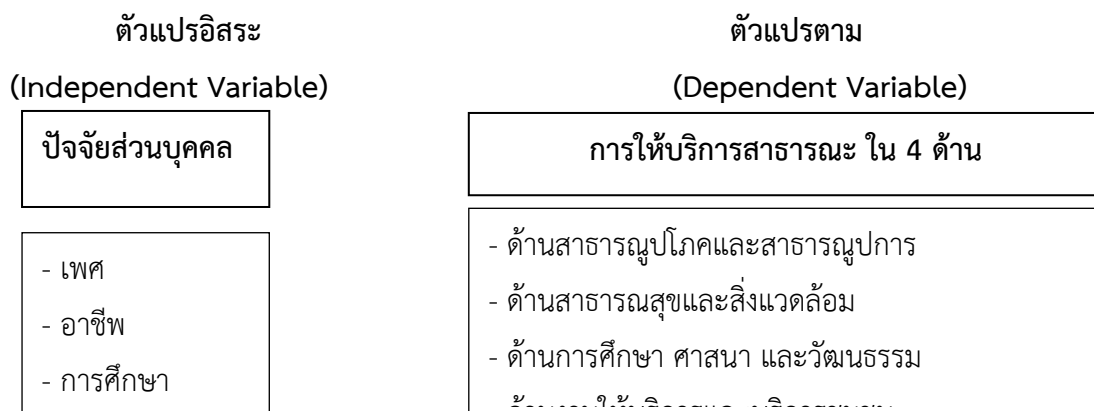 ตัวแปรอิสระ
(Independent Variable)
ปัจจัยส่วนบุคคล
- เพศ
- อาชีพ
- การศึกษา
ตัวแปรตาม
(Dependent Variable)
การให้บริการสาธารณะ ใน 4 ด้าน
- ด้านสาธารณูปโภคและสาธารณูปการ
- ด้านสาธารณสุขและสิ่งแวดล้อม
- ด้านการศึกษา ศาสนา และวัฒนธรรม